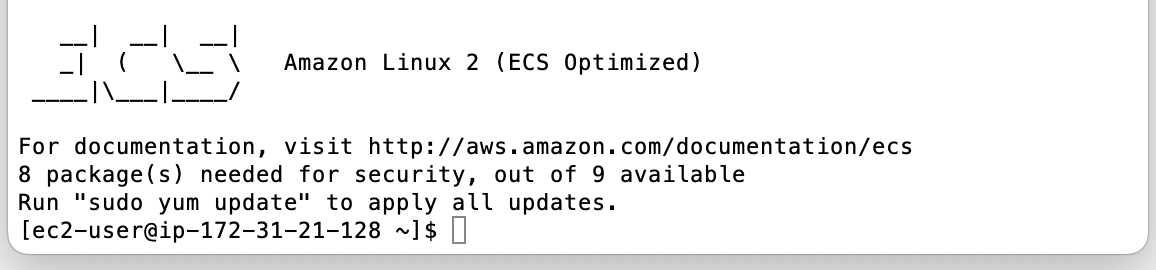 __|  __|  __|
   _|  (   \__ \   Amazon Linux 2 (ECS Optimized)
 ____|\___|____/
For documentation, visit http://aws.amazon.com/documentation/ecs
8 package(s) needed for security, out of 9 available
Run "sudo yum update" to apply all updates.
[ec2-user@ip-172-31-21-128 ~]$